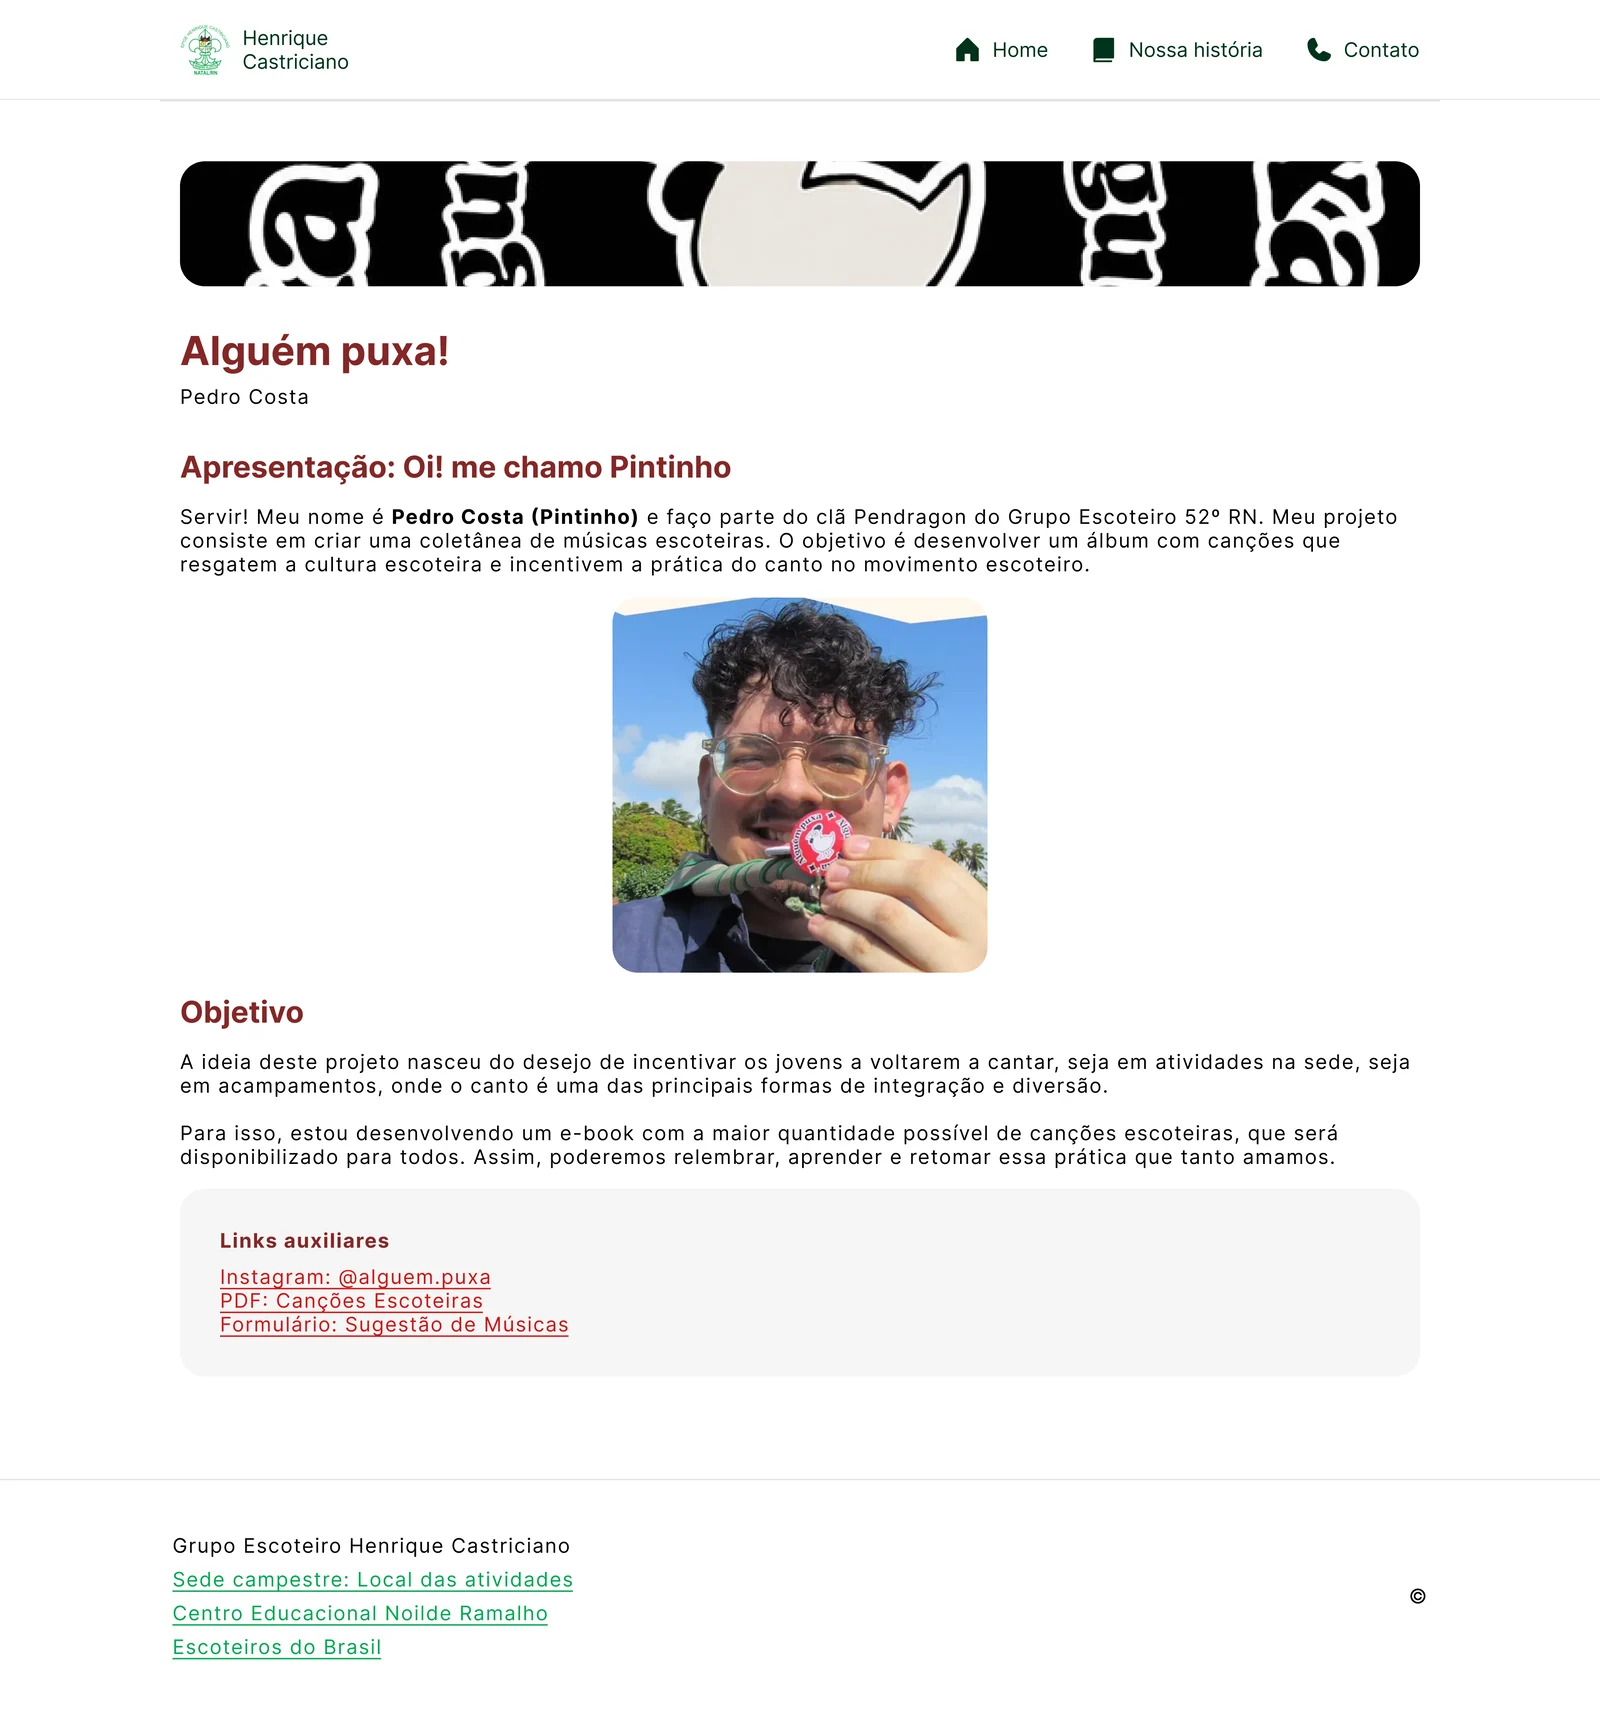 GRUPO HENRIQUE CASTRICIANO
NATAL/RN
Henrique
Castriciano
Home
Nossa história
Contato
Alguém puxa!
Pedro Costa
Apresentação: Oi! me chamo Pintinho
Servir! Meu nome é Pedro Costa (Pintinho) e faço parte do clã Pendragon do Grupo Escoteiro 52º RN. Meu projeto
consiste em criar uma coletânea de músicas escoteiras. O objetivo é desenvolver um álbum com canções que
resgatem a cultura escoteira e incentivem a prática do canto no movimento escoteiro.
Alguém puxa
Objetivo
A ideia deste projeto nasceu do desejo de incentivar os jovens a voltarem a cantar, seja em atividades na sede, seja
em acampamentos, onde o canto é uma das principais formas de integração e diversão.
Para isso, estou desenvolvendo um e-book com a maior quantidade possível de canções escoteiras, que será
disponibilizado para todos. Assim, poderemos relembrar, aprender e retomar essa prática que tanto amamos.
Links auxiliares
Instagram: @alguem.puxa
PDF: Canções Escoteiras
Formulário: Sugestão de Músicas
Grupo Escoteiro Henrique Castriciano
Sede campestre: Local das atividades
Centro Educacional Noilde Ramalho
Escoteiros do Brasil
©